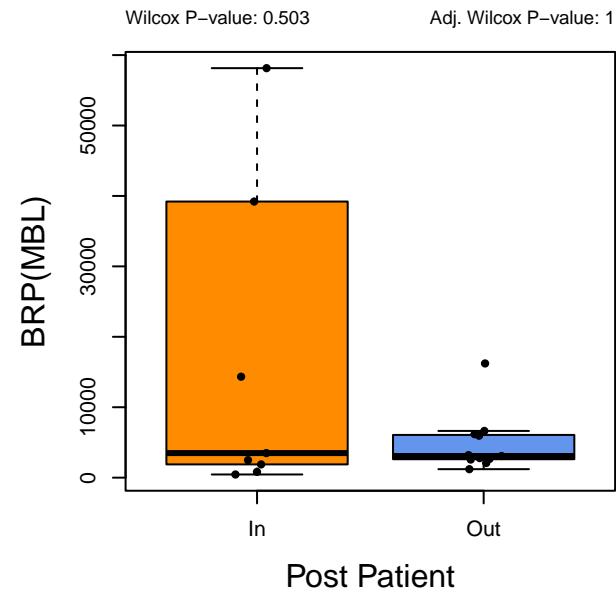 Wilcox P−value: 0.503
Adj. Wilcox P−value: 1
BRP(MBL)
50000
30000
10000
0
In
Out
Post Patient